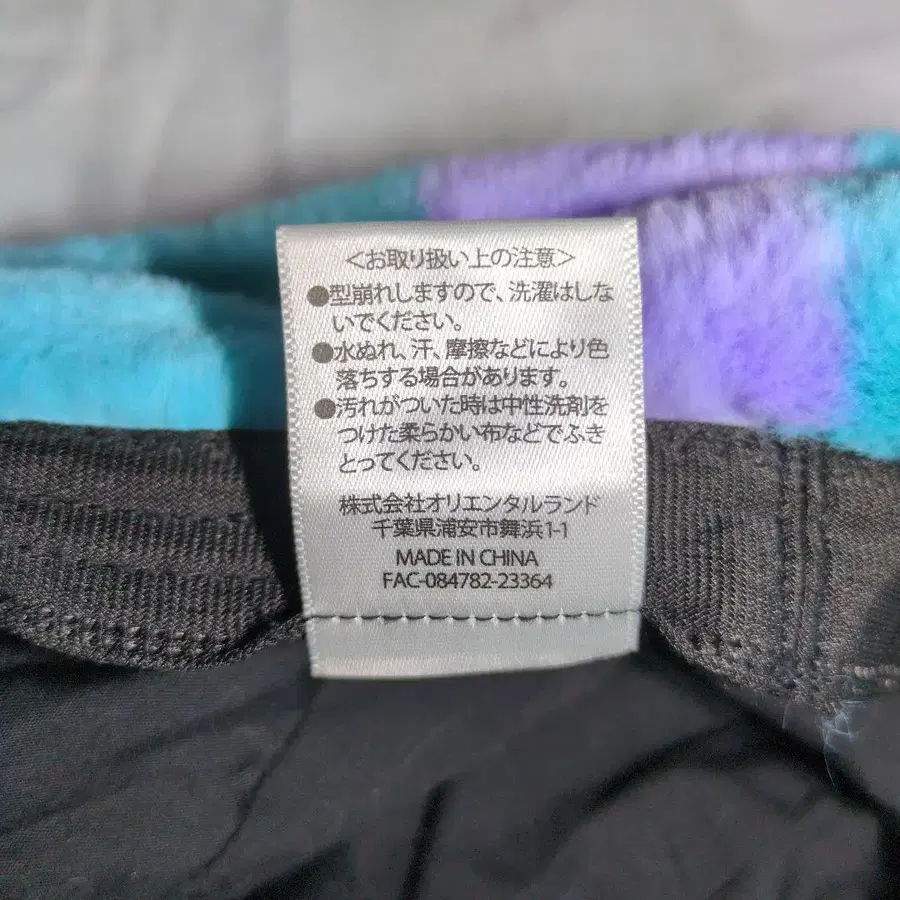 <お取り扱い上の注意>
●型崩れしますので、洗濯はしな
いでください。
●水ぬれ、汗、摩擦などにより色
落ちする場合があります。
●汚れがついた時は中性洗剤を
つけた柔らかい布などでふき
とってください。
株式会社オリエンタルランド
千葉県浦安市舞浜1-1
MADE IN CHINA
FAC-084782-23364